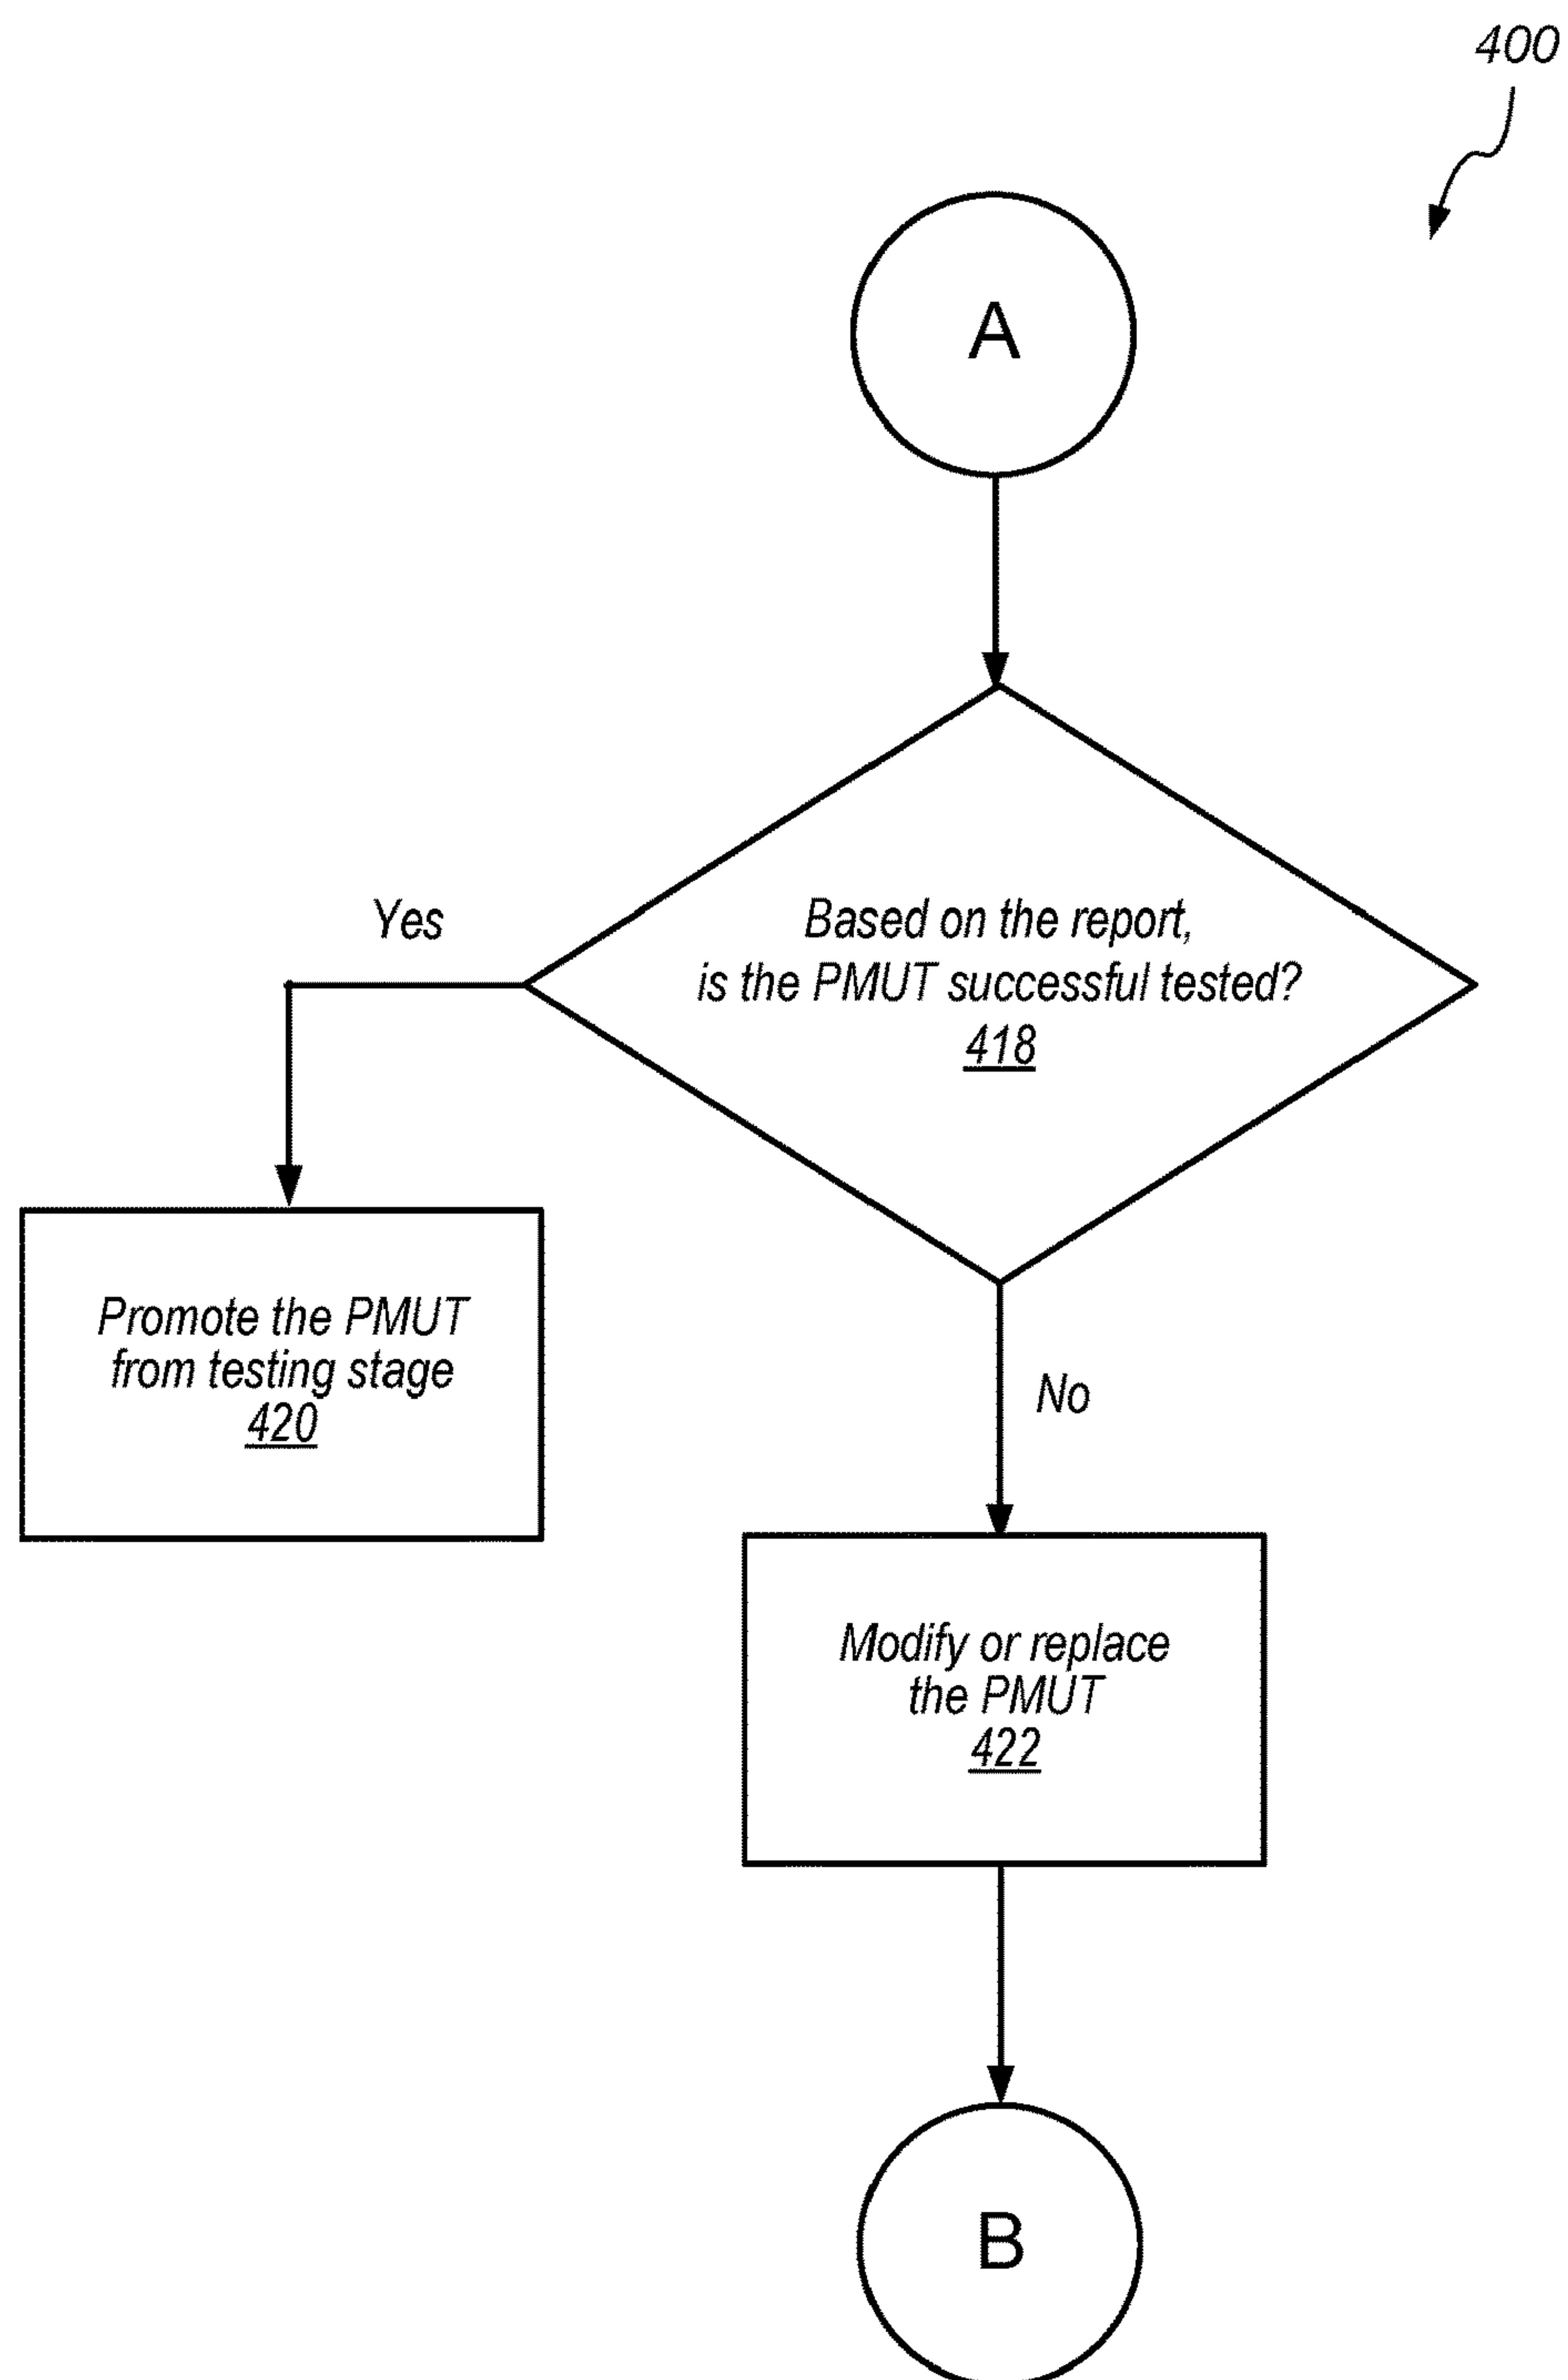 400
A
Based on the report,
is the PMUT successful tested?
418
Yes
Promote the PMUT
from testing stage
420
No
Modify or replace
the PMUT
422
B